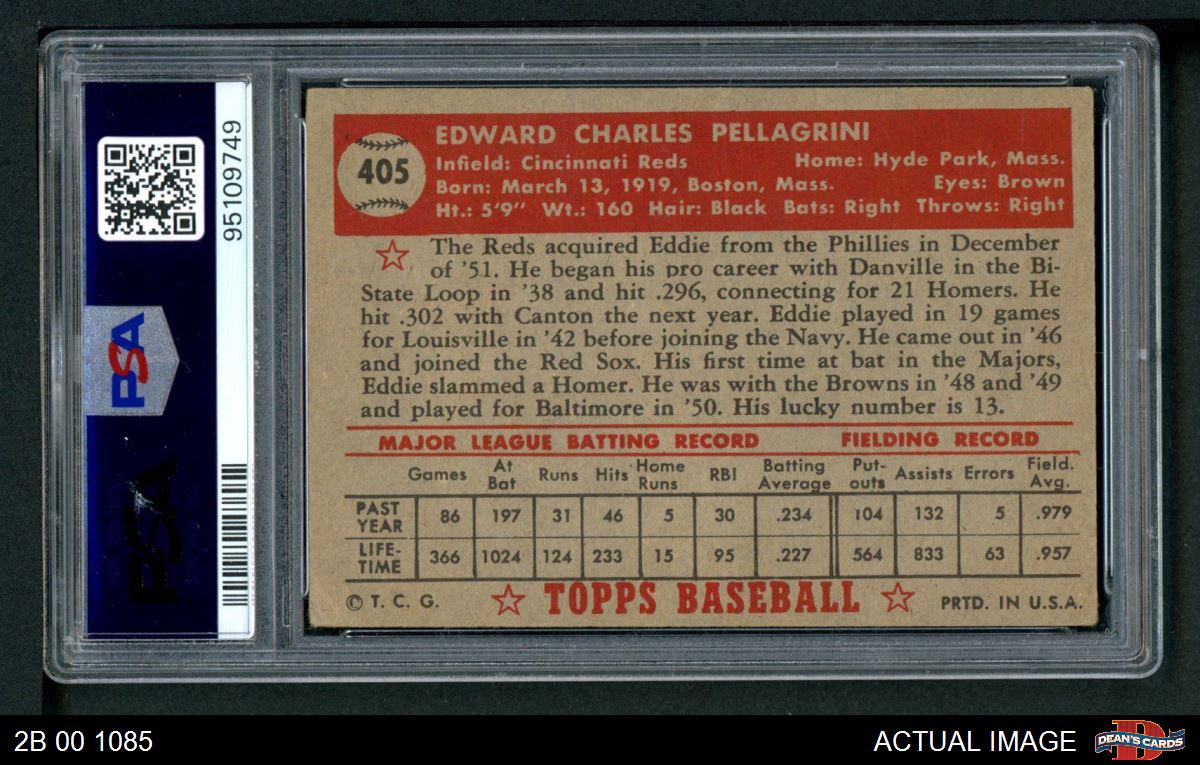 PSA
95109749
PSA
405
EDWARD CHARLES PELLAGRINI
Infield: Cincinnati Reds Home: Hyde Park, Mass.
Born: March 13, 1919, Boston, Mass. Eyes: Brown
Ht.: 5'9" Wt.: 160 Hair: Black Bats: Right Throws: Right
The Reds acquired Eddie from the Phillies in December
of '51. He began his pro career with Danville in the Bi-
State Loop in '38 and hit .296, connecting for 21 Homers. He
hit .302 with Canton the next year. Eddie played in 19 games
for Louisville in '42 before joining the Navy. He came out in '46
and joined the Red Sox. His first time at bat in the Majors,
Eddie slammed a Homer. He was with the Browns in '48 and '49
and played for Baltimore in '50. His lucky number is 13.
MAJOR LEAGUE BATTING RECORD FIELDING RECORD
Games At Bat Runs Hits Home Runs RBI Batting Average Put-outs Assists Errors Field. Avg.
PAST YEAR 86 197 31 46 5 30 .234 104 132 5 .979
LIFE-TIME 366 1024 124 233 15 95 .227 564 833 63 .957
© T. C. G. TOPPS BASEBALL PRTD. IN U.S.A.
2B 00 1085 ACTUAL IMAGE DEAN'S CARDS